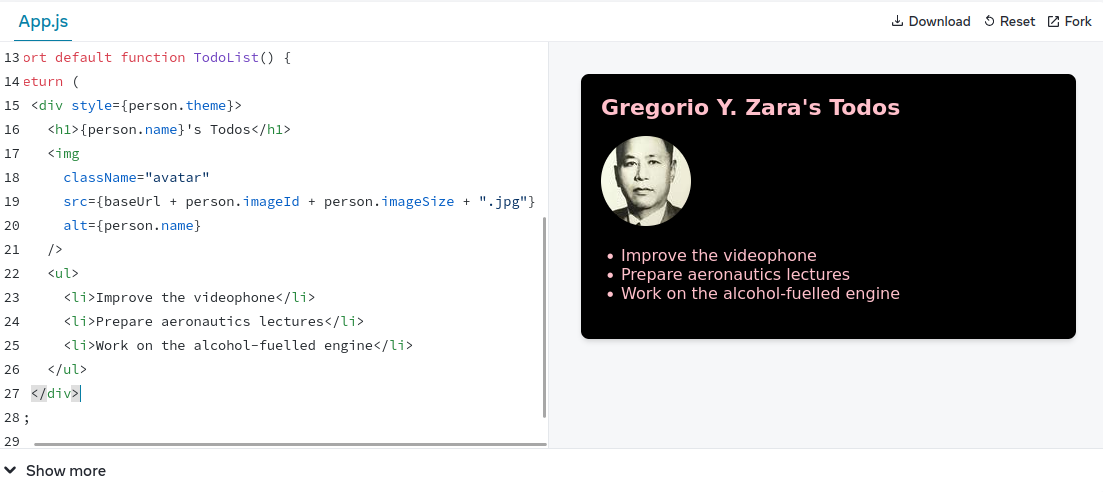 App.js
Download Reset Fork
13 ort default function TodoList() {
14 eturn (
15 <div style={person.theme}>
16 <h1>{person.name}'s Todos</h1>
17 <img
18 className="avatar"
19 src={baseUrl + person.imageId + person.imageSize + ".jpg"}
20 alt={person.name}
21 />
22 <ul>
23 <li>Improve the videophone</li>
24 <li>Prepare aeronautics lectures</li>
25 <li>Work on the alcohol-fuelled engine</li>
26 </ul>
27 </div>
28 ;
29
Gregorio Y. Zara's Todos
• Improve the videophone
• Prepare aeronautics lectures
• Work on the alcohol-fuelled engine
Show more